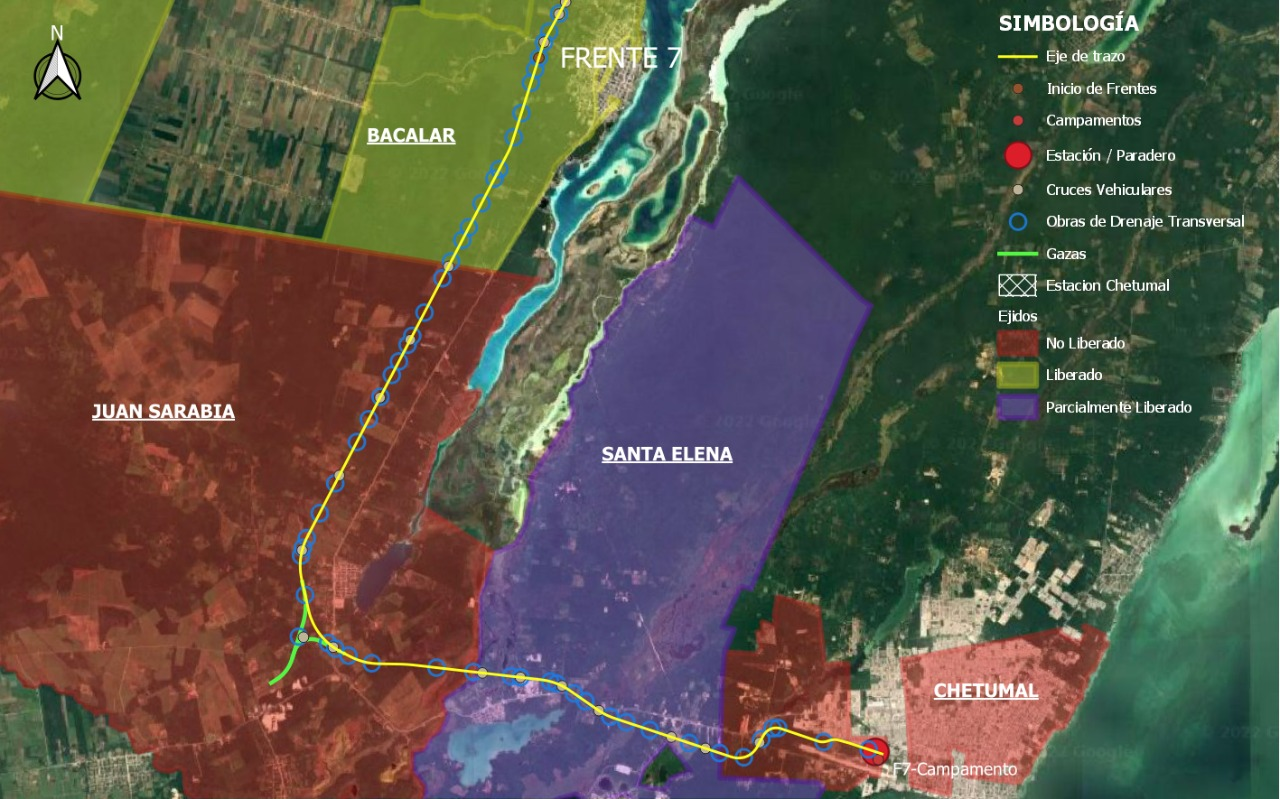 N
FRENTE 7
BACALAR
JUAN SARABIA
SANTA ELENA
CHETUMAL
F7-Campamento
SIMBOLOGÍA
Eje de trazo
Inicio de Frentes
Campamentos
Estación / Paradero
Cruces Vehiculares
Obras de Drenaje Transversal
Gazas
Estacion Chetumal
Ejidos
No Liberado
Liberado
Parcialmente Liberado